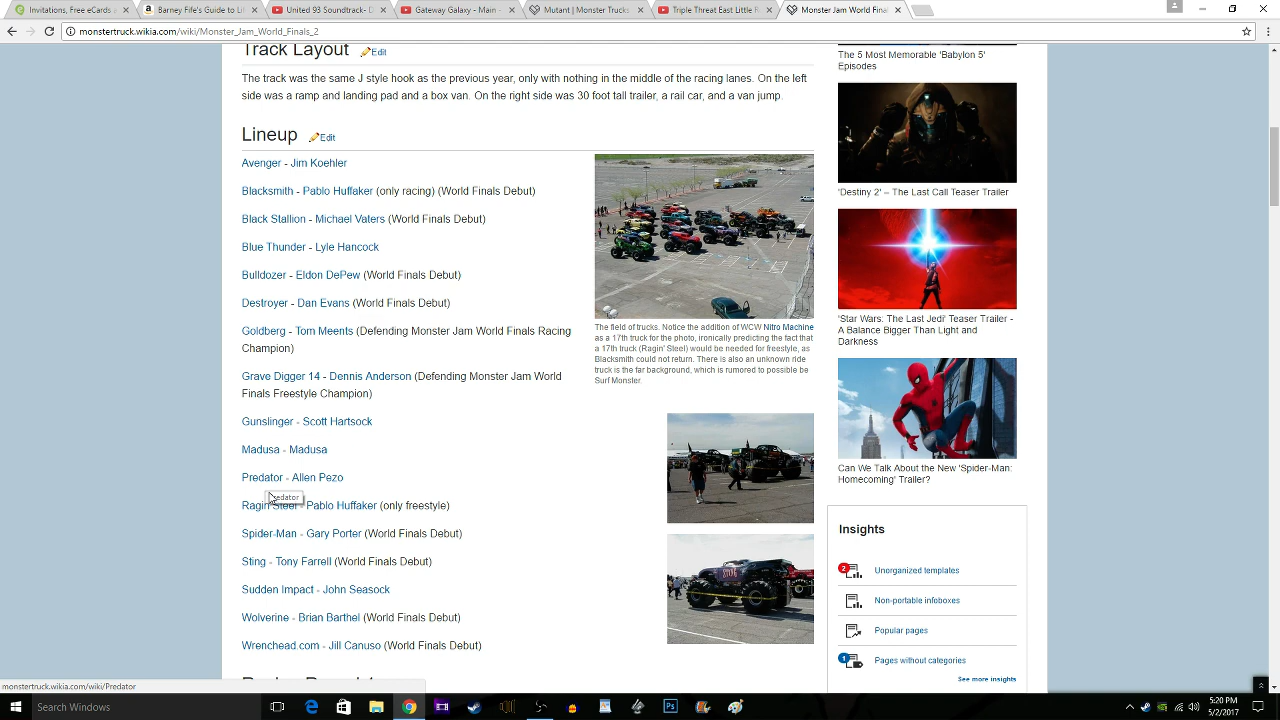 Invitations, Free eCards a
Barney Fife's Guide to Lif
United 93 Soundtrack- D
Gateway Galaxy - Main -
Mutant | Monster Trucks
Triple Threat East Little R
Monster Jam World Final
monstertruck.wikia.com/wiki/Monster_Jam_World_Finals_2
Track Layout Edit
The track was the same J style hook as the previous year, only with nothing in the middle of the racing lanes. On the left
side was a ramp and landing pad and a box van. On the right side was 30 foot tall trailer, a rail car, and a van jump.
Lineup Edit
Avenger - Jim Koehler
Blacksmith - Pablo Huffaker (only racing) (World Finals Debut)
Black Stallion - Michael Vaters (World Finals Debut)
Blue Thunder - Lyle Hancock
Bulldozer - Eldon DePew (World Finals Debut)
Destroyer - Dan Evans (World Finals Debut)
Goldberg - Tom Meents (Defending Monster Jam World Finals Racing
Champion)
Grave Digger 14 - Dennis Anderson (Defending Monster Jam World
Finals Freestyle Champion)
Gunslinger - Scott Hartsock
Madusa - Madusa
Predator - Allen Pezo
Predator
Ragin Steel - Pablo Huffaker (only freestyle)
Spider-Man - Gary Porter (World Finals Debut)
Sting - Tony Farrell (World Finals Debut)
Sudden Impact - John Seasock
Wolverine - Brian Barthel (World Finals Debut)
Wrenchead.com - Jill Canuso (World Finals Debut)
The field of trucks. Notice the addition of WCW Nitro Machine
as a 17th truck for the photo, ironically predicting the fact that
a 17th truck (Ragin' Steel) would be needed for freestyle, as
Blacksmith could not return. There is also an unknown ride
truck is the far background, which is rumored to possible be
Surf Monster.
STING
The 5 Most Memorable 'Babylon 5'
Episodes
'Destiny 2' – The Last Call Teaser Trailer
'Star Wars: The Last Jedi' Teaser Trailer -
A Balance Bigger Than Light and
Darkness
Can We Talk About the New 'Spider-Man:
Homecoming' Trailer?
Insights
2
Unorganized templates
Non-portable infoboxes
Popular pages
1
Pages without categories
See more insights
monstertruck.wikia.com/wiki/Predator
Search Windows
Ps
5:20 PM
5/2/2017